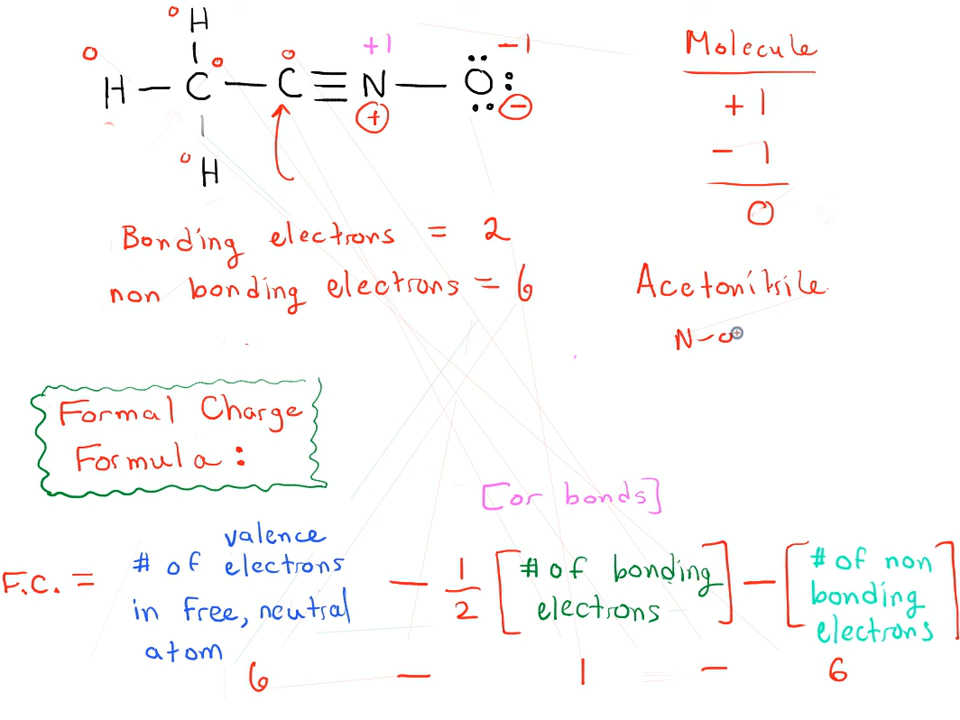 o H
o o o +1 -1
H - C - C ≡ N - O
+ -
o H
Molecule
+1
- 1
0
Bonding electrons = 2
non bonding electrons = 6
Acetonitrile
N-o
Formal Charge
Formula:
[or bonds]
F.C. = # of valence electrons in free, neutral atom - 1/2 [# of bonding electrons] - [# of non bonding electrons]
6 - 1 - 6